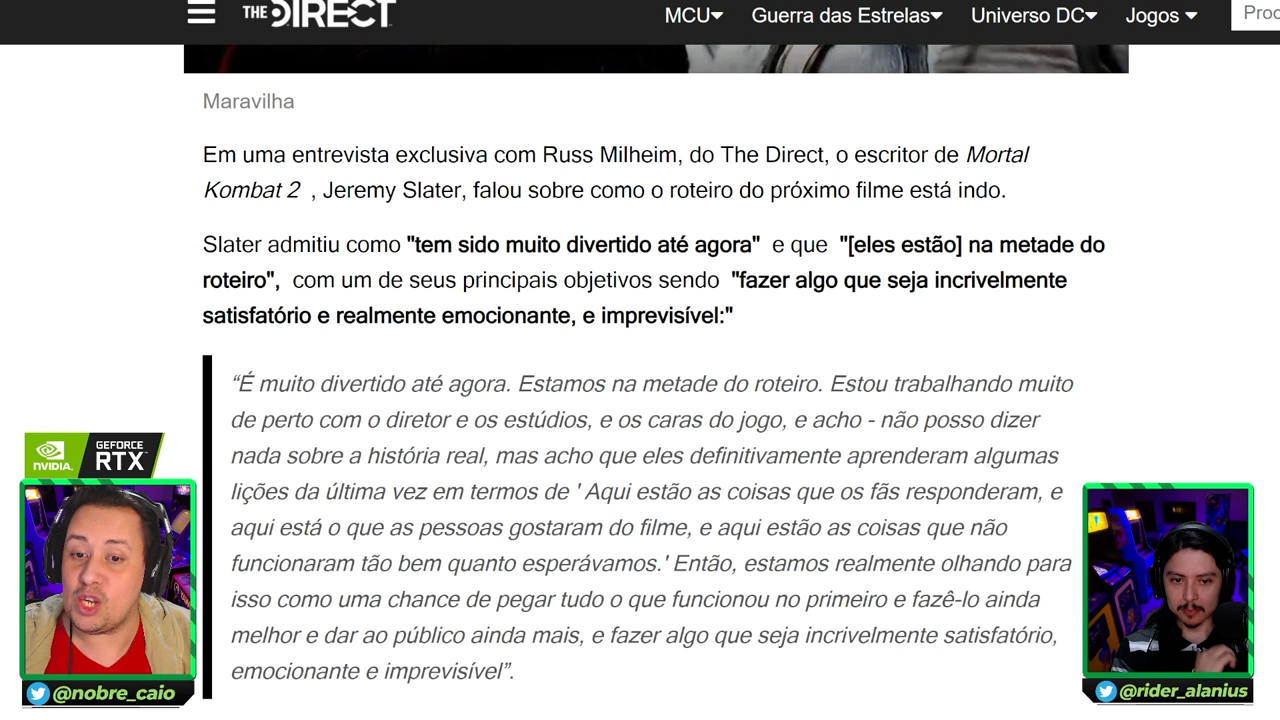 THE DIRECT MCU▾ Guerra das Estrelas▾ Universo DC▾ Jogos ▾ Proc
Maravilha
Em uma entrevista exclusiva com Russ Milheim, do The Direct, o escritor de Mortal
Kombat 2 , Jeremy Slater, falou sobre como o roteiro do próximo filme está indo.
Slater admitiu como "tem sido muito divertido até agora" e que "[eles estão] na metade do
roteiro", com um de seus principais objetivos sendo "fazer algo que seja incrivelmente
satisfatório e realmente emocionante, e imprevisível:"
“É muito divertido até agora. Estamos na metade do roteiro. Estou trabalhando muito
de perto com o diretor e os estúdios, e os caras do jogo, e acho - não posso dizer
nada sobre a história real, mas acho que eles definitivamente aprenderam algumas
lições da última vez em termos de ' Aqui estão as coisas que os fãs responderam, e
aqui está o que as pessoas gostaram do filme, e aqui estão as coisas que não
funcionaram tão bem quanto esperávamos.' Então, estamos realmente olhando para
isso como uma chance de pegar tudo o que funcionou no primeiro e fazê-lo ainda
melhor e dar ao público ainda mais, e fazer algo que seja incrivelmente satisfatório,
emocionante e imprevisível”.
NVIDIA.
GEFORCE
RTX
@nobre_caio
@rider_alanius